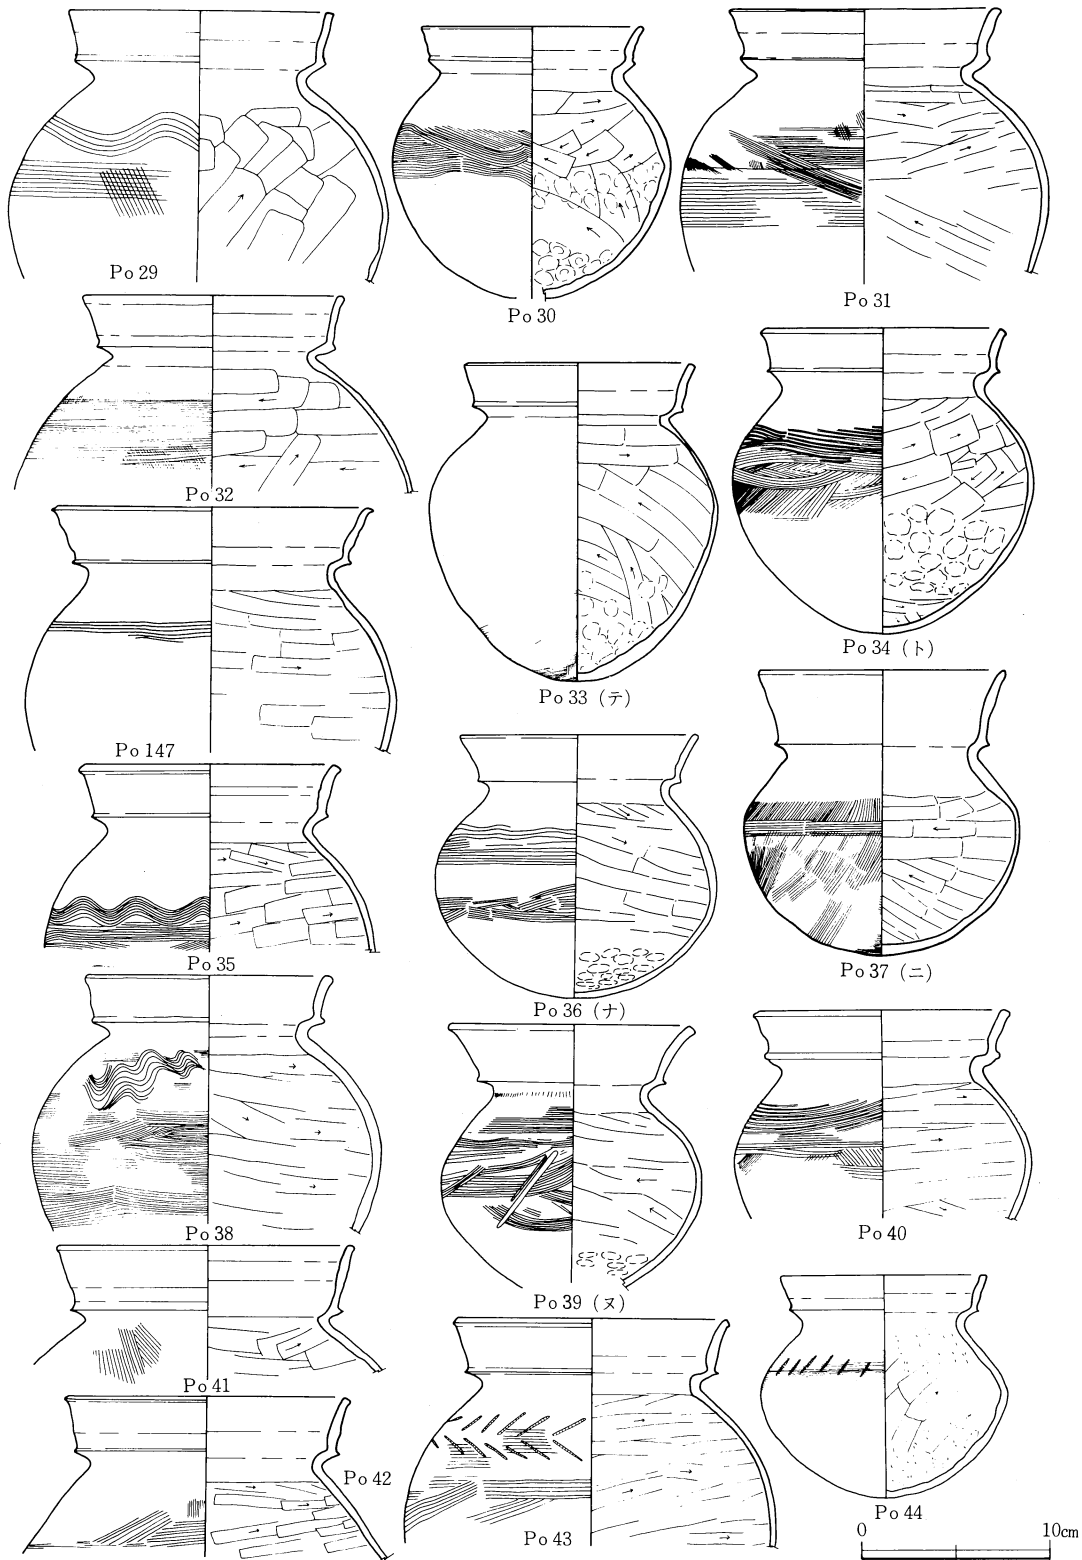 Po 29
Po 30
Po 31
Po 32
Po 33 (テ)
Po 34 (ト)
Po 147
Po 35
Po 36 (ナ)
Po 37 (ニ)
Po 38
Po 39 (ヌ)
Po 40
Po 41
Po 42
Po 43
Po 44
0 10cm